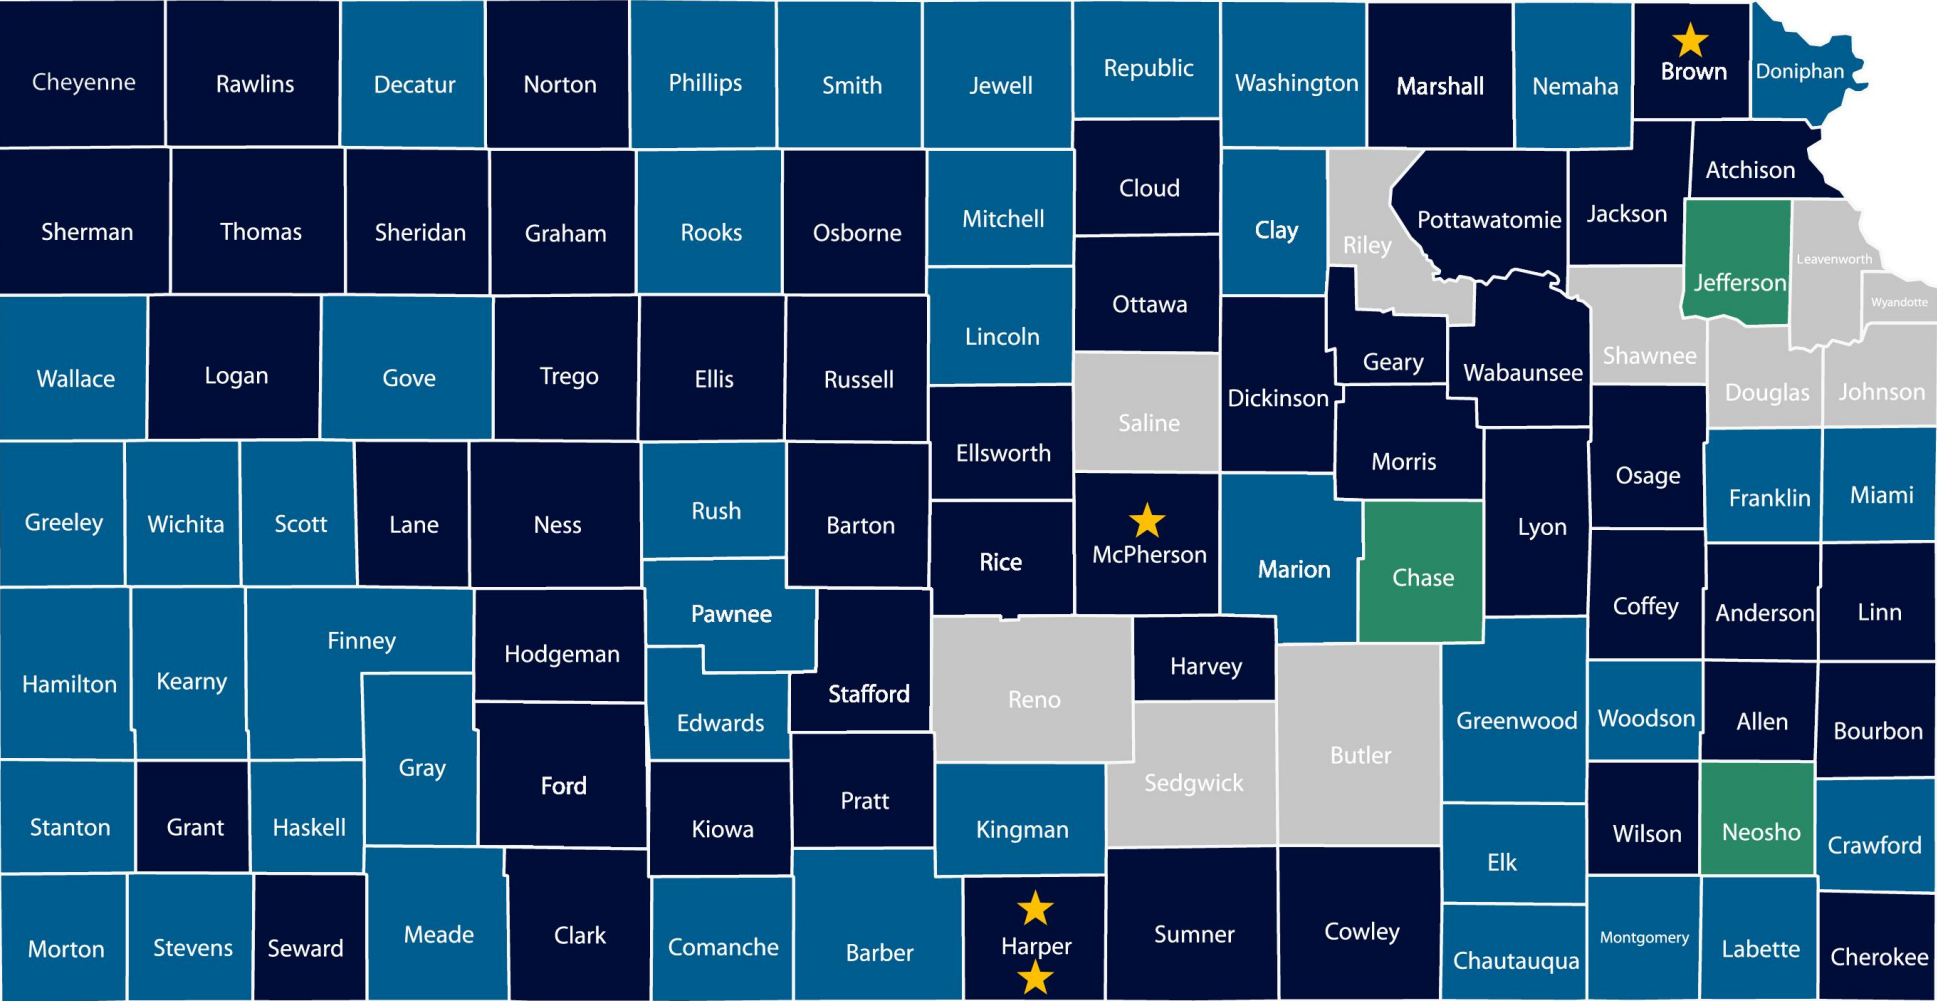 Cheyenne
Rawlins
Decatur
Norton
Phillips
Smith
Jewell
Republic
Washington
Marshall
Nemaha
Brown
Doniphan
Sherman
Thomas
Sheridan
Graham
Rooks
Osborne
Mitchell
Cloud
Clay
Riley
Pottawatomie
Jackson
Atchison
Jefferson
Leavenworth
Wyandotte
Wallace
Logan
Gove
Trego
Ellis
Russell
Lincoln
Ottawa
Saline
Dickinson
Geary
Wabaunsee
Shawnee
Douglas
Johnson
Greeley
Wichita
Scott
Lane
Ness
Rush
Barton
Ellsworth
Rice
McPherson
Marion
Morris
Chase
Lyon
Osage
Franklin
Miami
Hamilton
Kearny
Finney
Gray
Hodgeman
Ford
Pawnee
Edwards
Stafford
Reno
Harvey
Sedgwick
Butler
Greenwood
Coffey
Anderson
Linn
Woodson
Allen
Bourbon
Stanton
Grant
Haskell
Kiowa
Pratt
Kingman
Elk
Wilson
Neosho
Crawford
Morton
Stevens
Seward
Meade
Clark
Comanche
Barber
Harper
Sumner
Cowley
Chautauqua
Montgomery
Labette
Cherokee